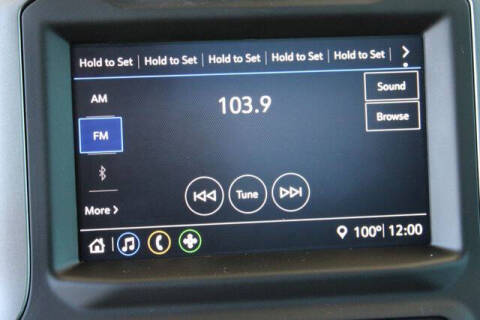 Hold to Set | Hold to Set | Hold to Set | Hold to Set | Hold to Set
AM
103.9
Sound
FM
Browse
Tune
More >
100° 12:00